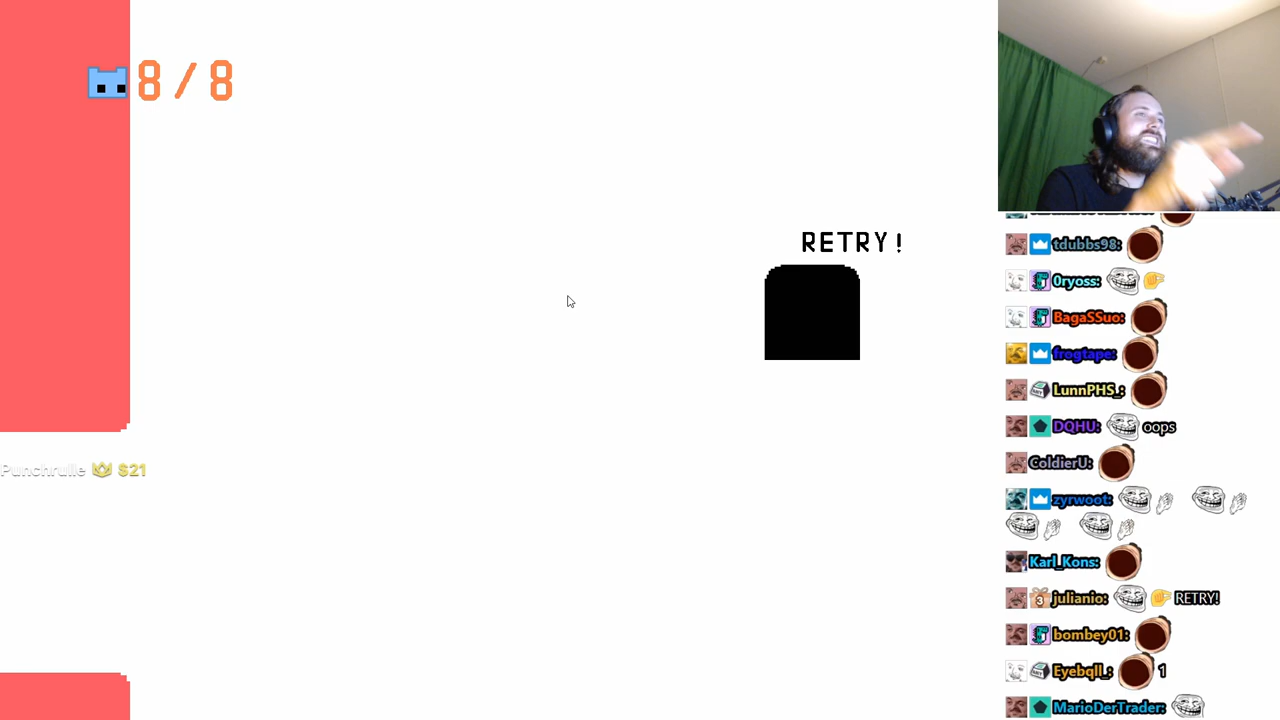 8/8
RETRY!
Punchrulle $21
tdubbs98:
0ryoss:
BagaSSuo:
frogtape:
LunnPHS_:
DQHU: oops
ColdierU:
zyrwoot:
Karl_Kons:
julianio: RETRY!
bombey01:
Eyebqll_: 1
MarioDerTrader: